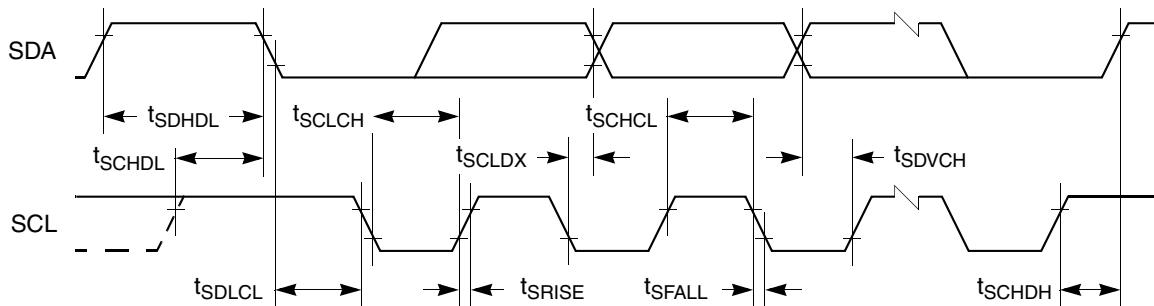 SDA
tSDHDL
tSCLCH
tSCHCL
tSCHDL
tSCLDX
tSDVCH
SCL
tSDLCL
tSRISE
tSFALL
tSCHDH